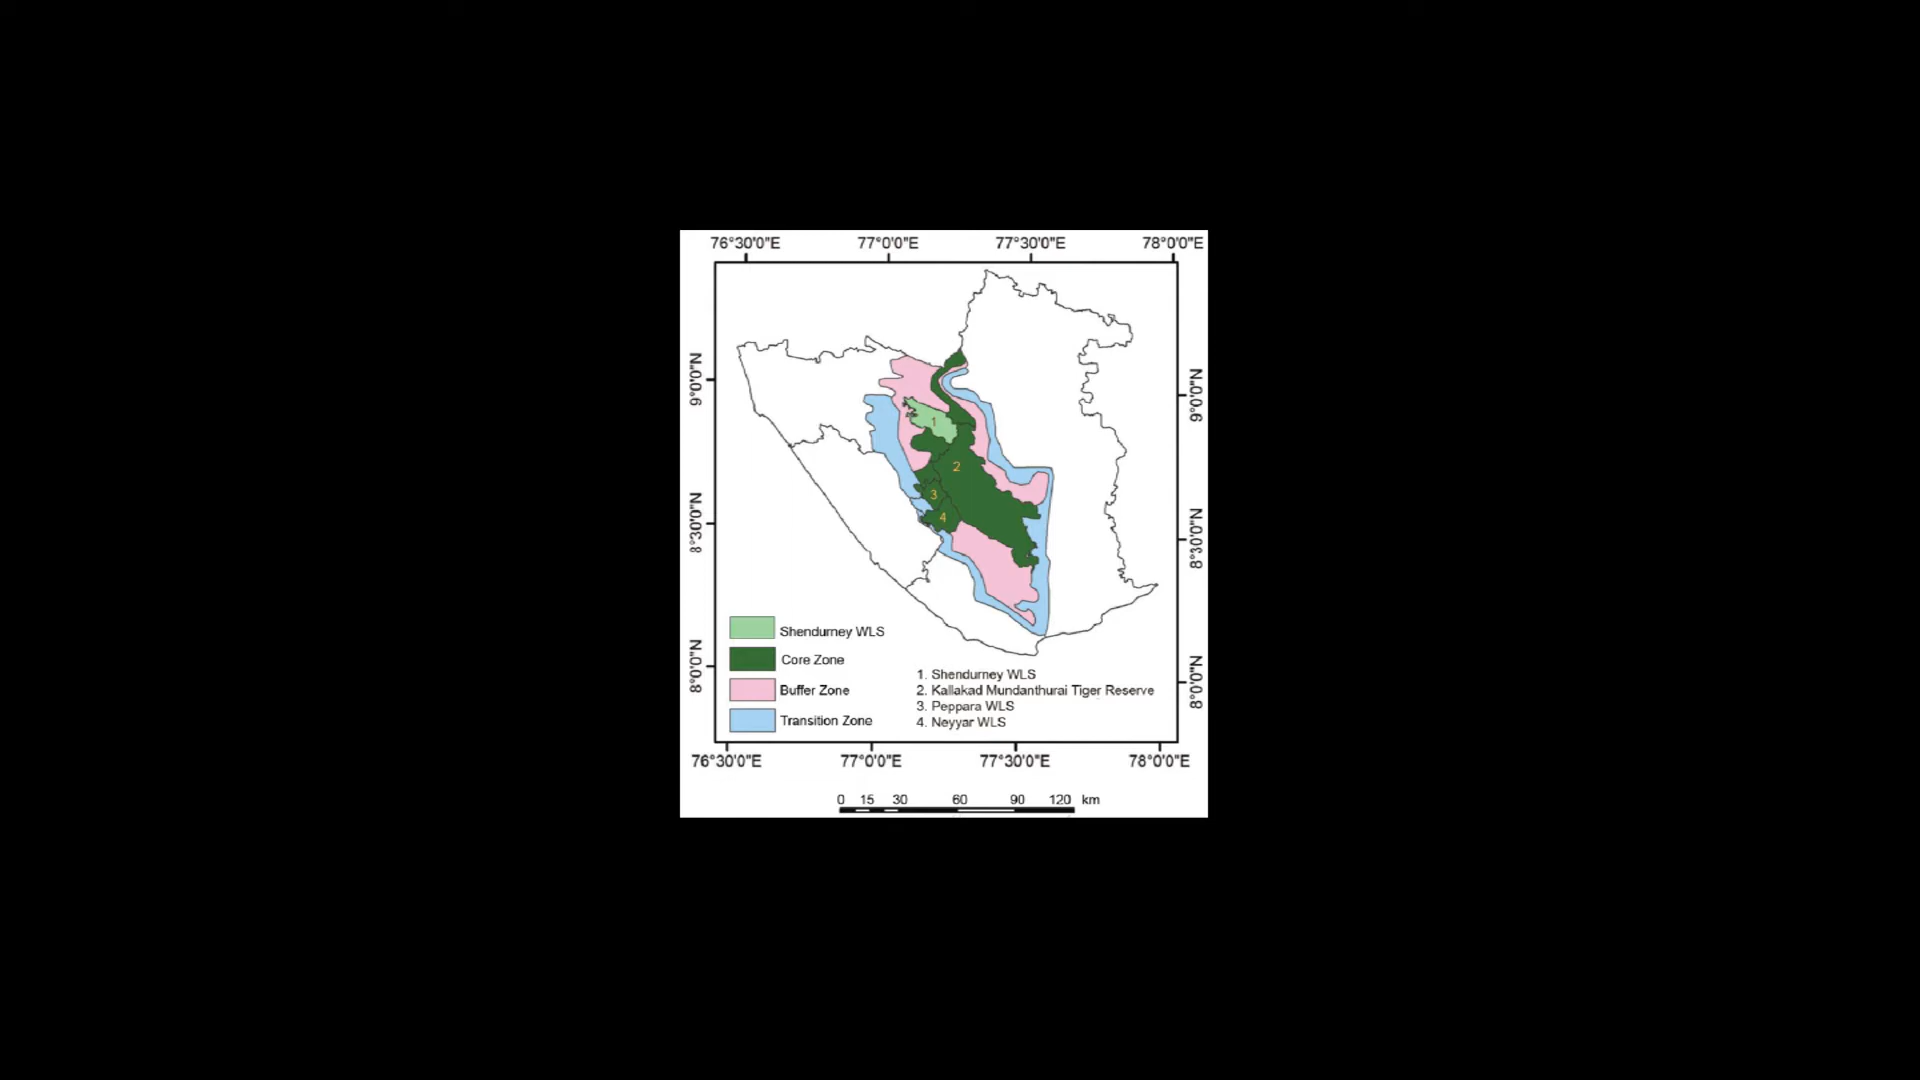 76°30'0"E 77°0'0"E 77°30'0"E 78°0'0"E
9°0'0"N
9°0'0"N
8°30'0"N
8°30'0"N
8°0'0"N
8°0'0"N
1
2
3
4
Shendurney WLS
Core Zone
Buffer Zone
Transition Zone
1. Shendurney WLS
2. Kallakad Mundanthurai Tiger Reserve
3. Peppara WLS
4. Neyyar WLS
76°30'0"E 77°0'0"E 77°30'0"E 78°0'0"E
0 15 30 60 90 120 km